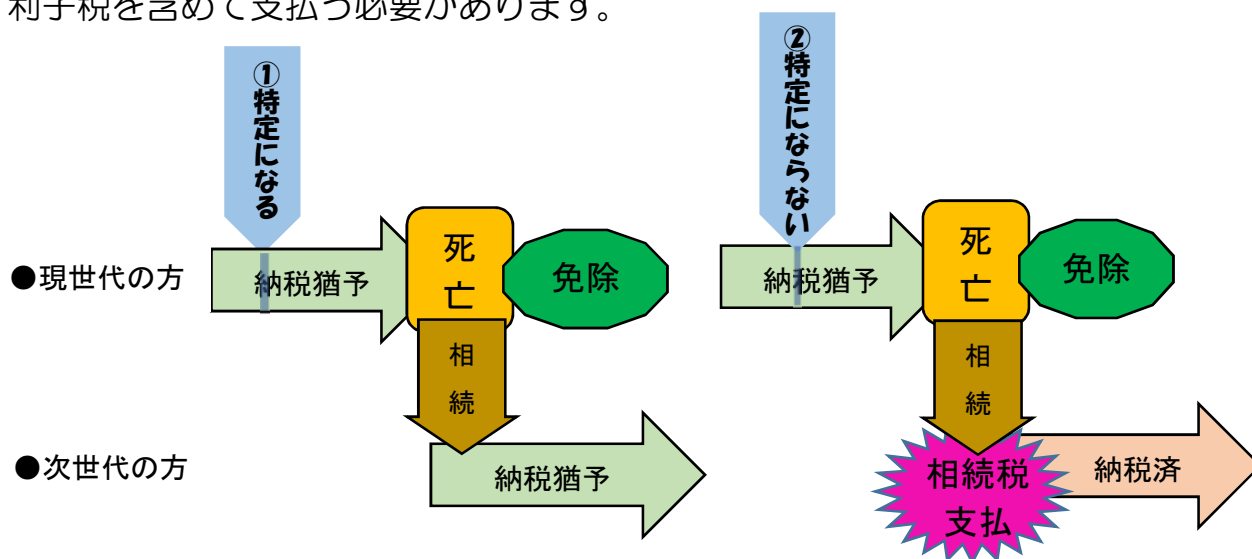 利子税を含めて支払う必要があります。
①特定になる
②特定にならない
●現世代の方
納税猶予
死亡
免除
納税猶予
死亡
免除
相続
相続
●次世代の方
納税猶予
相続税
支払
納税済